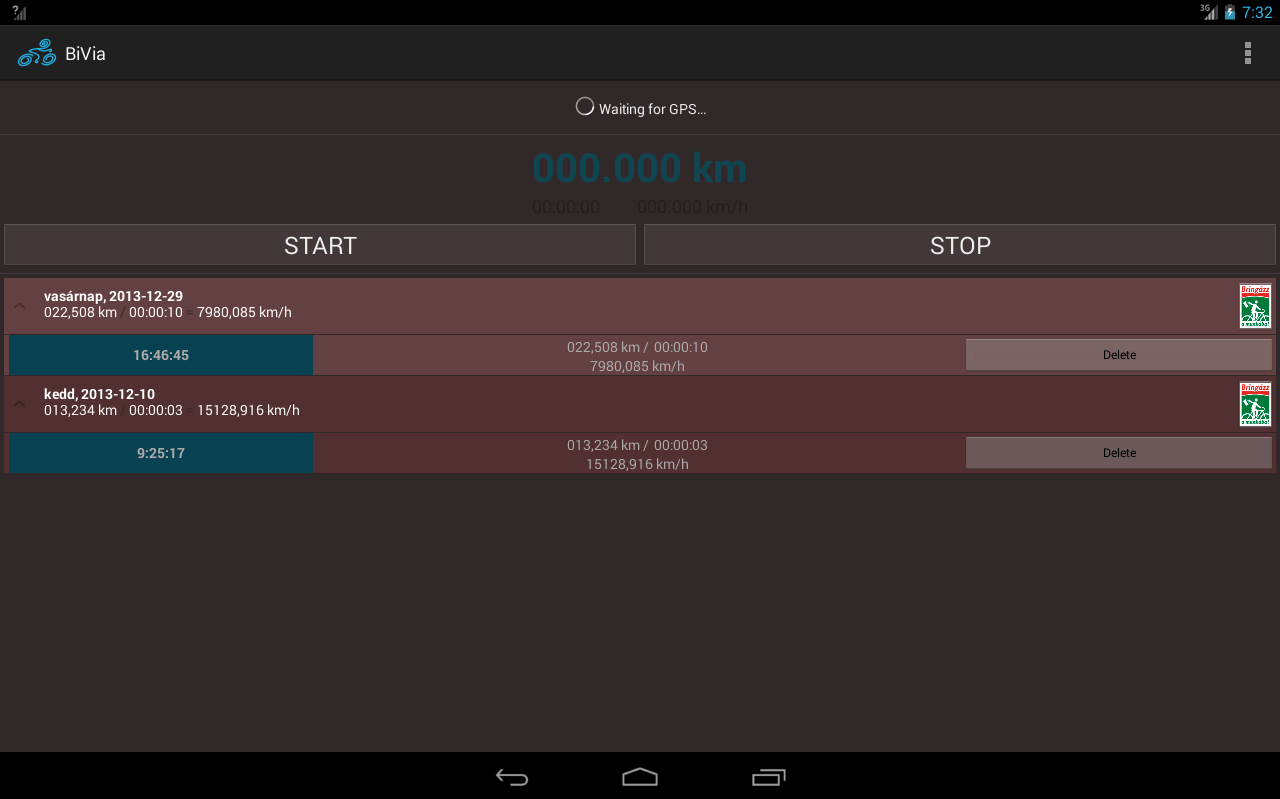 ? 3G 7:32
BiVia
Waiting for GPS...
000.000 km
00:00:00 000.000 km/h
START STOP
vasárnap, 2013-12-29
022,508 km / 00:00:10 = 7980,085 km/h
Bringázz
a munkába!
16:46:45
022,508 km / 00:00:10
7980,085 km/h
Delete
kedd, 2013-12-10
013,234 km / 00:00:03 = 15128,916 km/h
Bringázz
a munkába!
9:25:17
013,234 km / 00:00:03
15128,916 km/h
Delete